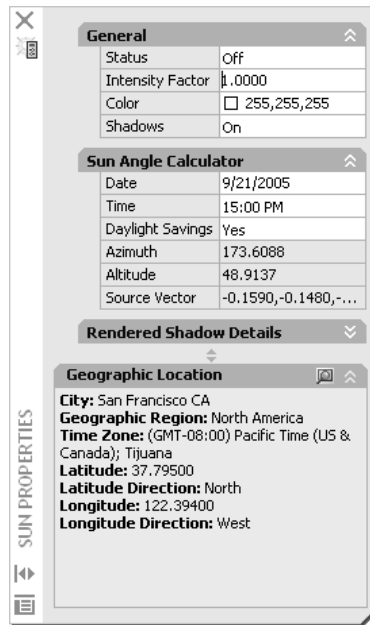 General
Status Off
Intensity Factor 1.0000
Color 255,255,255
Shadows On
Sun Angle Calculator
Date 9/21/2005
Time 15:00 PM
Daylight Savings Yes
Azimuth 173.6088
Altitude 48.9137
Source Vector -0.1590,-0.1480,-...
Rendered Shadow Details
Geographic Location
City: San Francisco CA
Geographic Region: North America
Time Zone: (GMT-08:00) Pacific Time (US &
Canada); Tijuana
Latitude: 37.79500
Latitude Direction: North
Longitude: 122.39400
Longitude Direction: West
SUN PROPERTIES